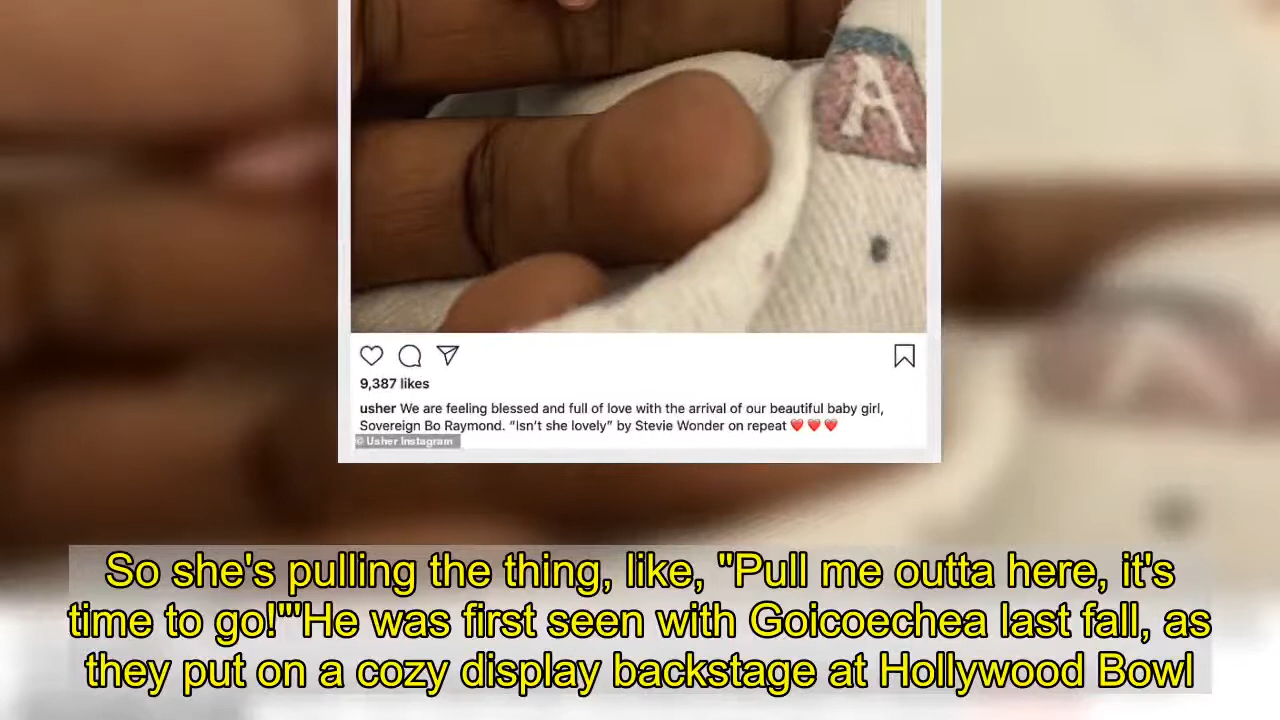 A
9,387 likes
usher We are feeling blessed and full of love with the arrival of our beautiful baby girl,
Sovereign Bo Raymond. “Isn’t she lovely” by Stevie Wonder on repeat ❤️❤️❤️
© Usher Instagram
So she's pulling the thing, like, "Pull me outta here, it's
time to go!"'He was first seen with Goicoechea last fall, as
they put on a cozy display backstage at Hollywood Bowl